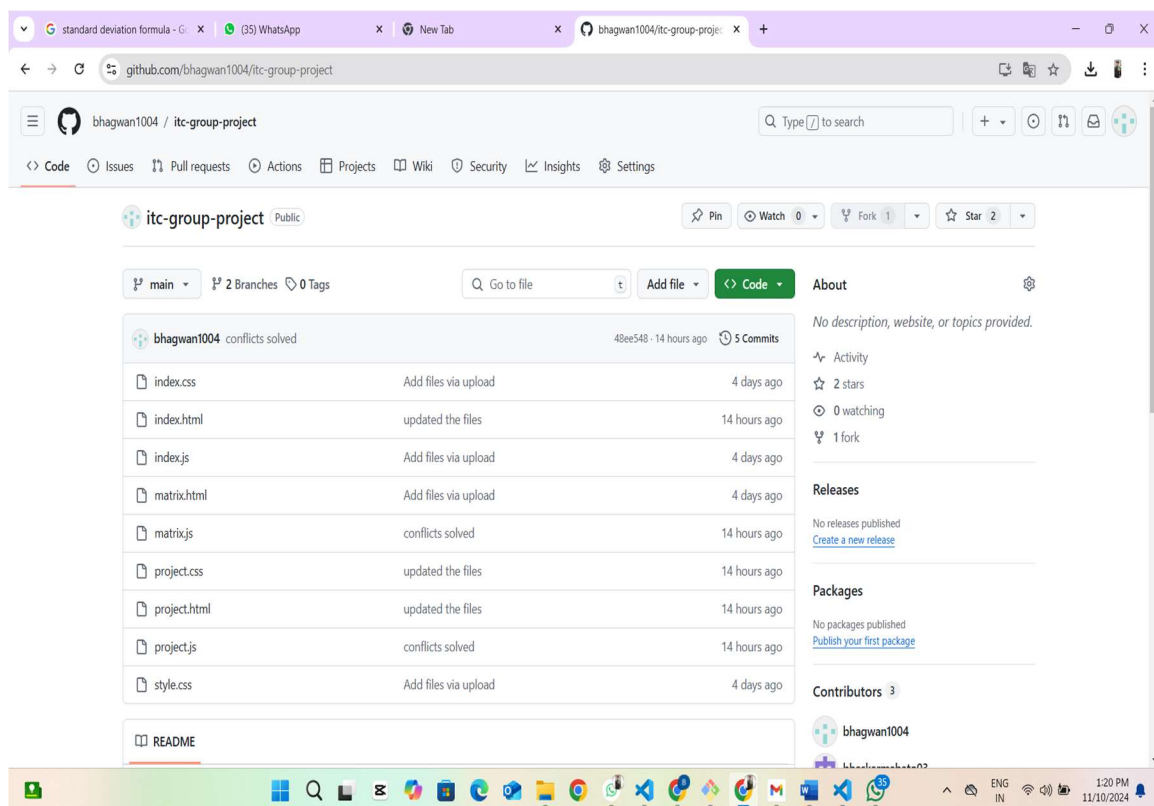 standard deviation formula - G
(35) WhatsApp
New Tab
bhagwan1004/itc-group-projec
github.com/bhagwan1004/itc-group-project
bhagwan1004 / itc-group-project
Type / to search
Code Issues Pull requests Actions Projects Wiki Security Insights Settings
itc-group-project Public
Pin Watch 0 Fork 1 Star 2
main 2 Branches 0 Tags Go to file t Add file Code
bhagwan1004 conflicts solved 48ee548 · 14 hours ago 5 Commits
index.css Add files via upload 4 days ago
index.html updated the files 14 hours ago
index.js Add files via upload 4 days ago
matrix.html Add files via upload 4 days ago
matrix.js conflicts solved 14 hours ago
project.css updated the files 14 hours ago
project.html updated the files 14 hours ago
project.js conflicts solved 14 hours ago
style.css Add files via upload 4 days ago
README
About
No description, website, or topics provided.
Activity
2 stars
0 watching
1 fork
Releases
No releases published
Create a new release
Packages
No packages published
Publish your first package
Contributors 3
bhagwan1004
35
ENG
IN
1:20 PM
11/10/2024